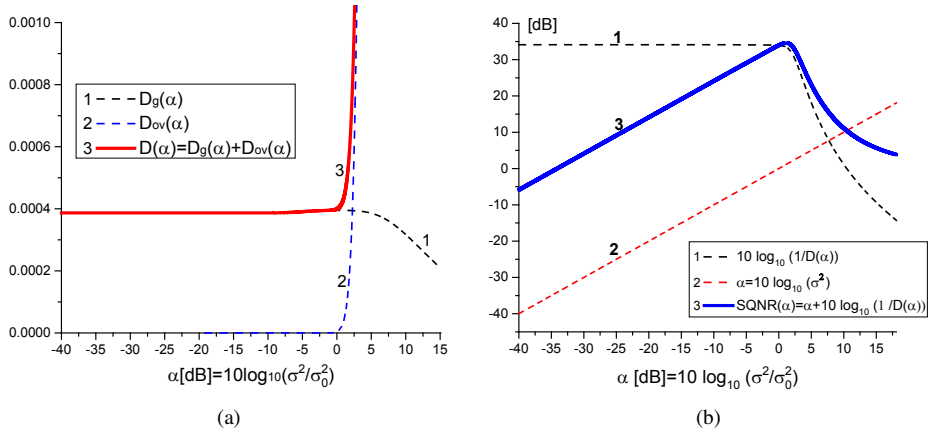 0.0010
0.0008
0.0006
0.0004
0.0002
0.0000
1 D_g(α)
2 D_ov(α)
3 D(α)=D_g(α)+D_ov(α)
3
1
2
-40 -35 -30 -25 -20 -15 -10 -5 0 5 10 15
α[dB]=10log₁₀(σ²/σ₀²)
(a)
[dB]
40
30
20
10
0
-10
-20
-30
-40
1
3
2
1 10 log₁₀ (1/D(α))
2 α=10 log₁₀ (σ²)
3 SQNR(α)=α+10 log₁₀ (1 /D(α))
-40 -35 -30 -25 -20 -15 -10 -5 0 5 10 15
α [dB]=10 log₁₀ (σ²/σ₀²)
(b)